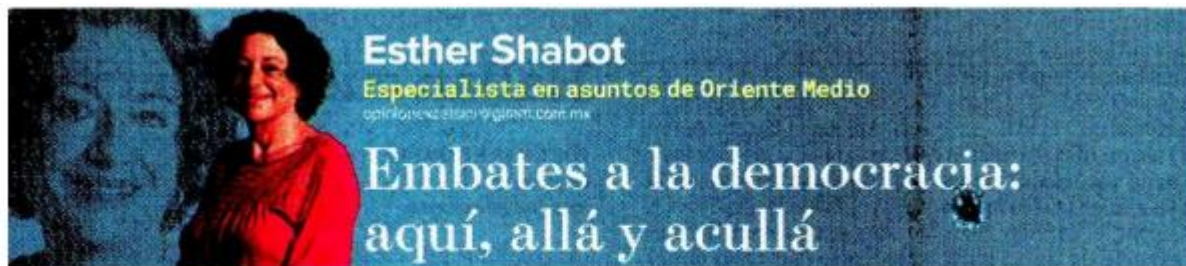 Esther Shabot
Especialista en asuntos de Oriente Medio
Embates a la democracia:
aquí, allá y acullá